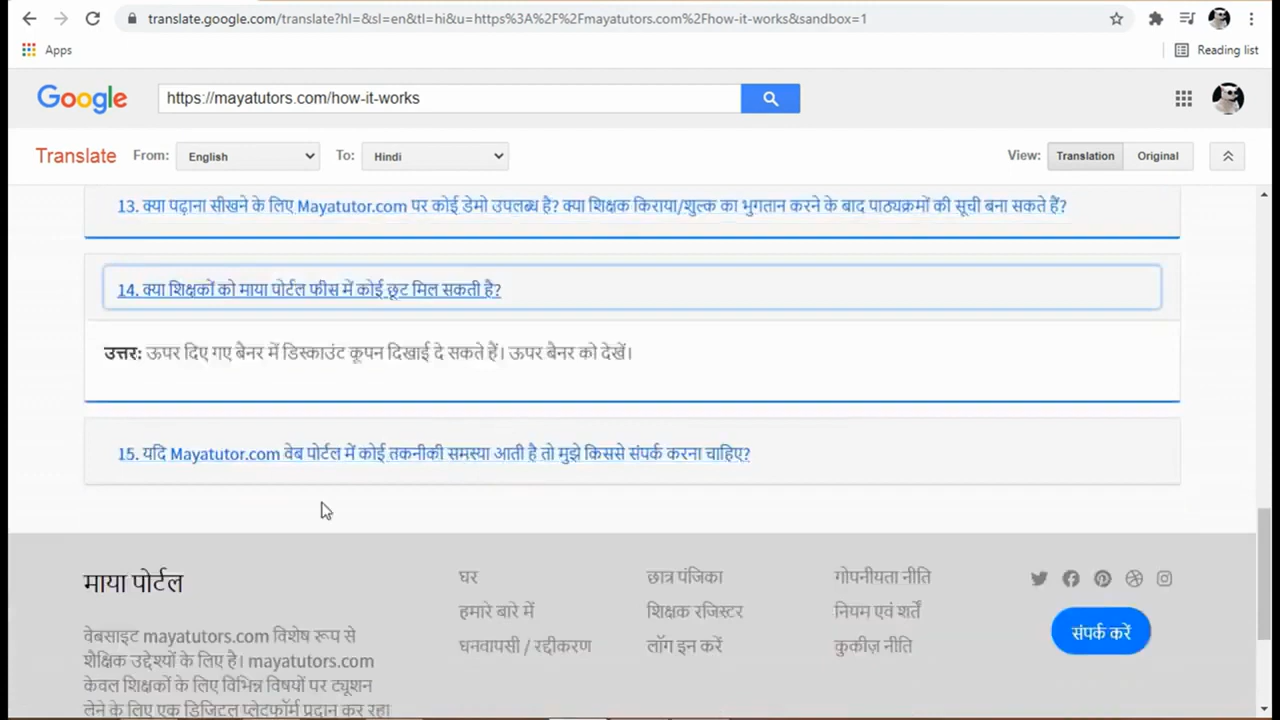 translate.google.com/translate?hl=&sl=en&tl=hi&u=https%3A%2F%2Fmayatutors.com%2Fhow-it-works&sandbox=1
Apps
Reading list
Google
https://mayatutors.com/how-it-works
Translate From: English To: Hindi View: Translation Original
13. क्या पढ़ाना सीखने के लिए Mayatutor.com पर कोई डेमो उपलब्ध है? क्या शिक्षक किराया/शुल्क का भुगतान करने के बाद पाठ्यक्रमों की सूची बना सकते हैं?
14. क्या शिक्षकों को माया पोर्टल फीस में कोई छूट मिल सकती है?
उत्तर: ऊपर दिए गए बैनर में डिस्काउंट कूपन दिखाई दे सकते हैं। ऊपर बैनर को देखें।
15. यदि Mayatutor.com वेब पोर्टल में कोई तकनीकी समस्या आती है तो मुझे किससे संपर्क करना चाहिए?
माया पोर्टल
वेबसाइट mayatutors.com विशेष रूप से
शैक्षिक उद्देश्यों के लिए है। mayatutors.com
केवल शिक्षकों के लिए विभिन्न विषयों पर ट्यूशन
लेने के लिए एक डिजिटल प्लेटफॉर्म प्रदान कर रहा
घर
हमारे बारे में
धनवापसी / रद्दीकरण
छात्र पंजिका
शिक्षक रजिस्टर
लॉग इन करें
गोपनीयता नीति
नियम एवं शर्तें
कुकीज़ नीति
संपर्क करें